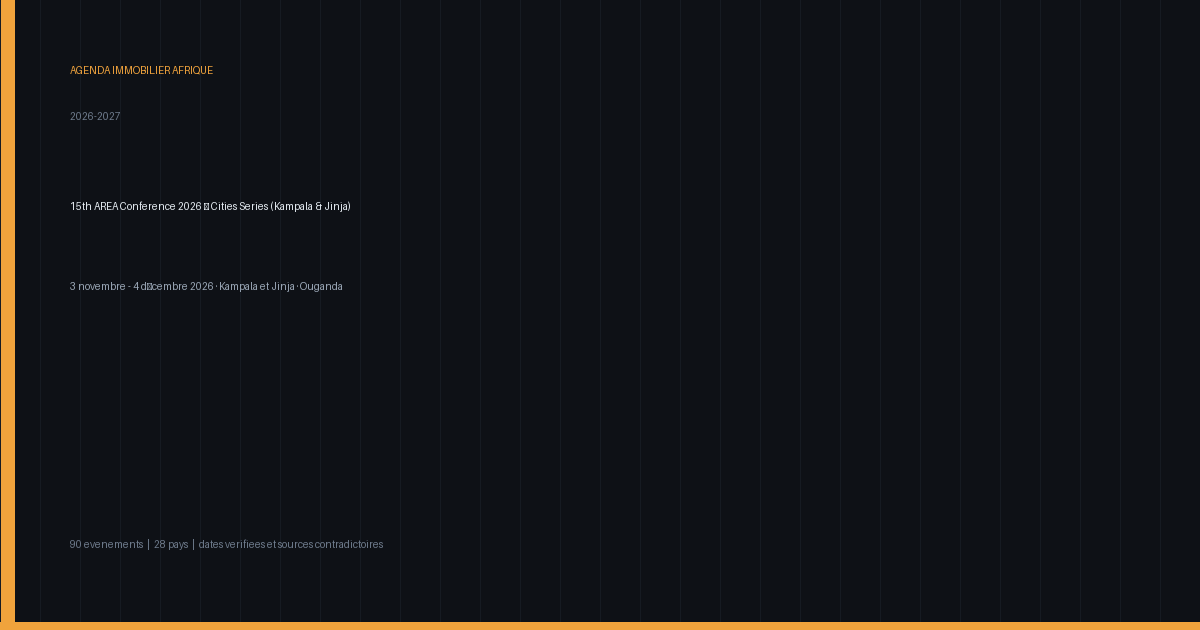 AGENDA IMMOBILIER AFRIQUE
2026-2027
15th AREA Conference 2026 ▯ Cities Series (Kampala & Jinja)
3 novembre - 4 d▯cembre 2026 · Kampala et Jinja · Ouganda
90 evenements | 28 pays | dates verifiees et sources contradictoires